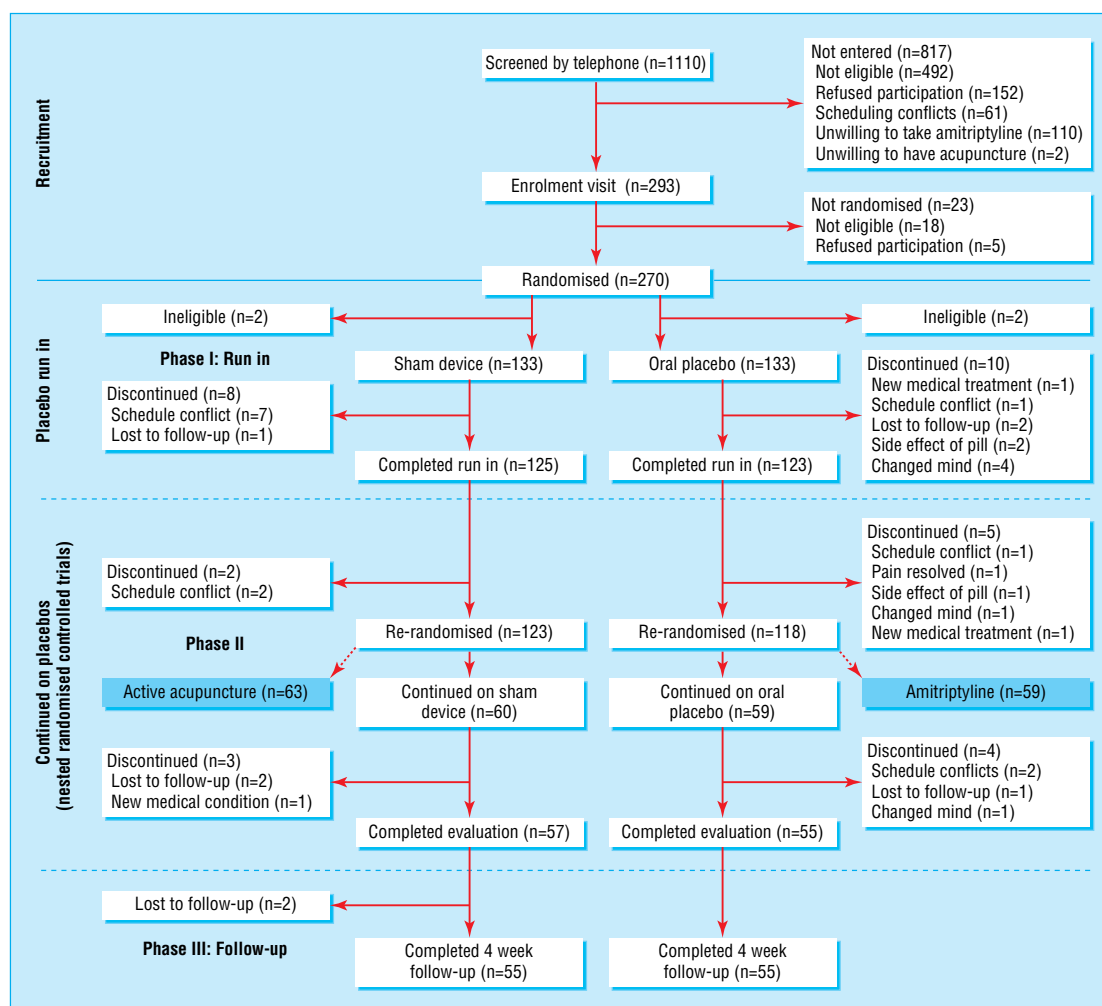 Recruitment
Screened by telephone (n=1110)
Not entered (n=817)
Not eligible (n=492)
Refused participation (n=152)
Scheduling conflicts (n=61)
Unwilling to take amitriptyline (n=110)
Unwilling to have acupuncture (n=2)
Enrolment visit (n=293)
Not randomised (n=23)
Not eligible (n=18)
Refused participation (n=5)
Randomised (n=270)
Placebo run in
Ineligible (n=2)
Ineligible (n=2)
Phase I: Run in
Sham device (n=133)
Oral placebo (n=133)
Discontinued (n=8)
Schedule conflict (n=7)
Lost to follow-up (n=1)
Discontinued (n=10)
New medical treatment (n=1)
Schedule conflict (n=1)
Lost to follow-up (n=2)
Side effect of pill (n=2)
Changed mind (n=4)
Completed run in (n=125)
Completed run in (n=123)
Continued on placebos
(nested randomised controlled trials)
Discontinued (n=2)
Schedule conflict (n=2)
Discontinued (n=5)
Schedule conflict (n=1)
Pain resolved (n=1)
Side effect of pill (n=1)
Changed mind (n=1)
New medical treatment (n=1)
Phase II
Re-randomised (n=123)
Re-randomised (n=118)
Active acupuncture (n=63)
Continued on sham
device (n=60)
Continued on oral
placebo (n=59)
Amitriptyline (n=59)
Discontinued (n=3)
Lost to follow-up (n=2)
New medical condition (n=1)
Discontinued (n=4)
Schedule conflicts (n=2)
Lost to follow-up (n=1)
Changed mind (n=1)
Completed evaluation (n=57)
Completed evaluation (n=55)
Lost to follow-up (n=2)
Phase III: Follow-up
Completed 4 week
follow-up (n=55)
Completed 4 week
follow-up (n=55)